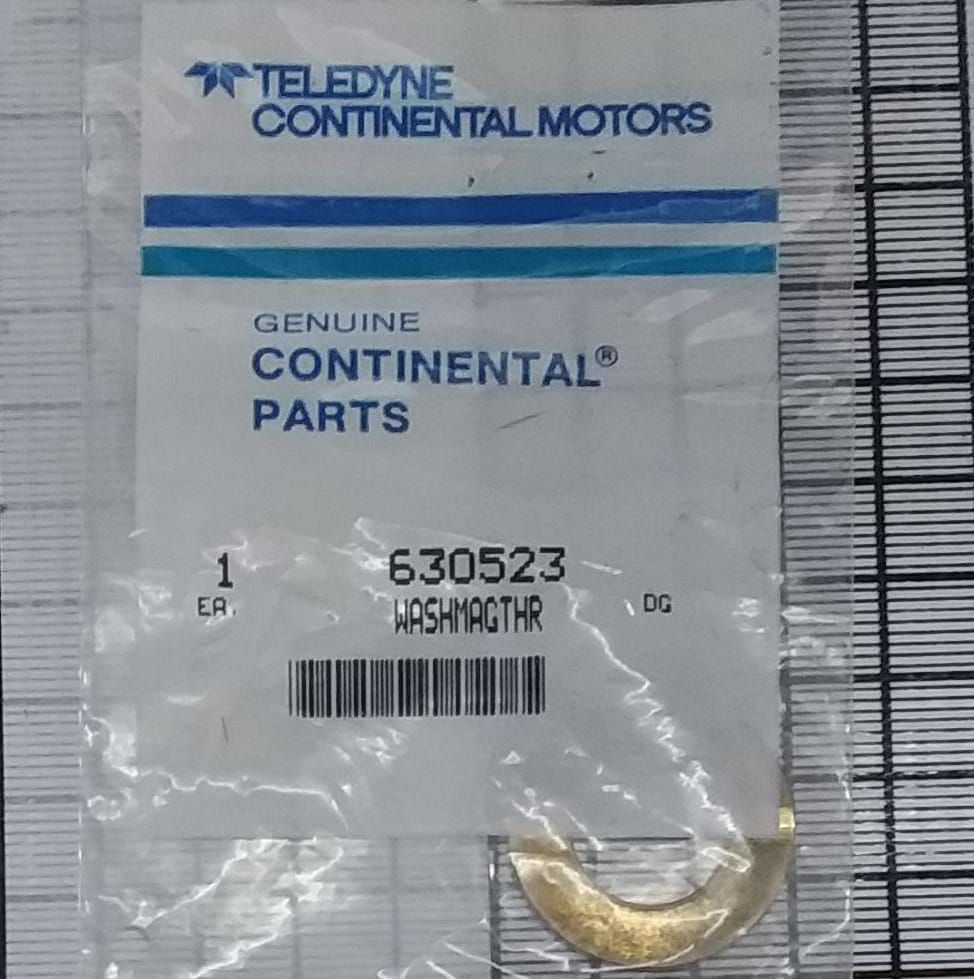 TELEDYNE
CONTINENTAL MOTORS
GENUINE
CONTINENTAL®
PARTS
1 630523
EA. WASHMAGTHR DG